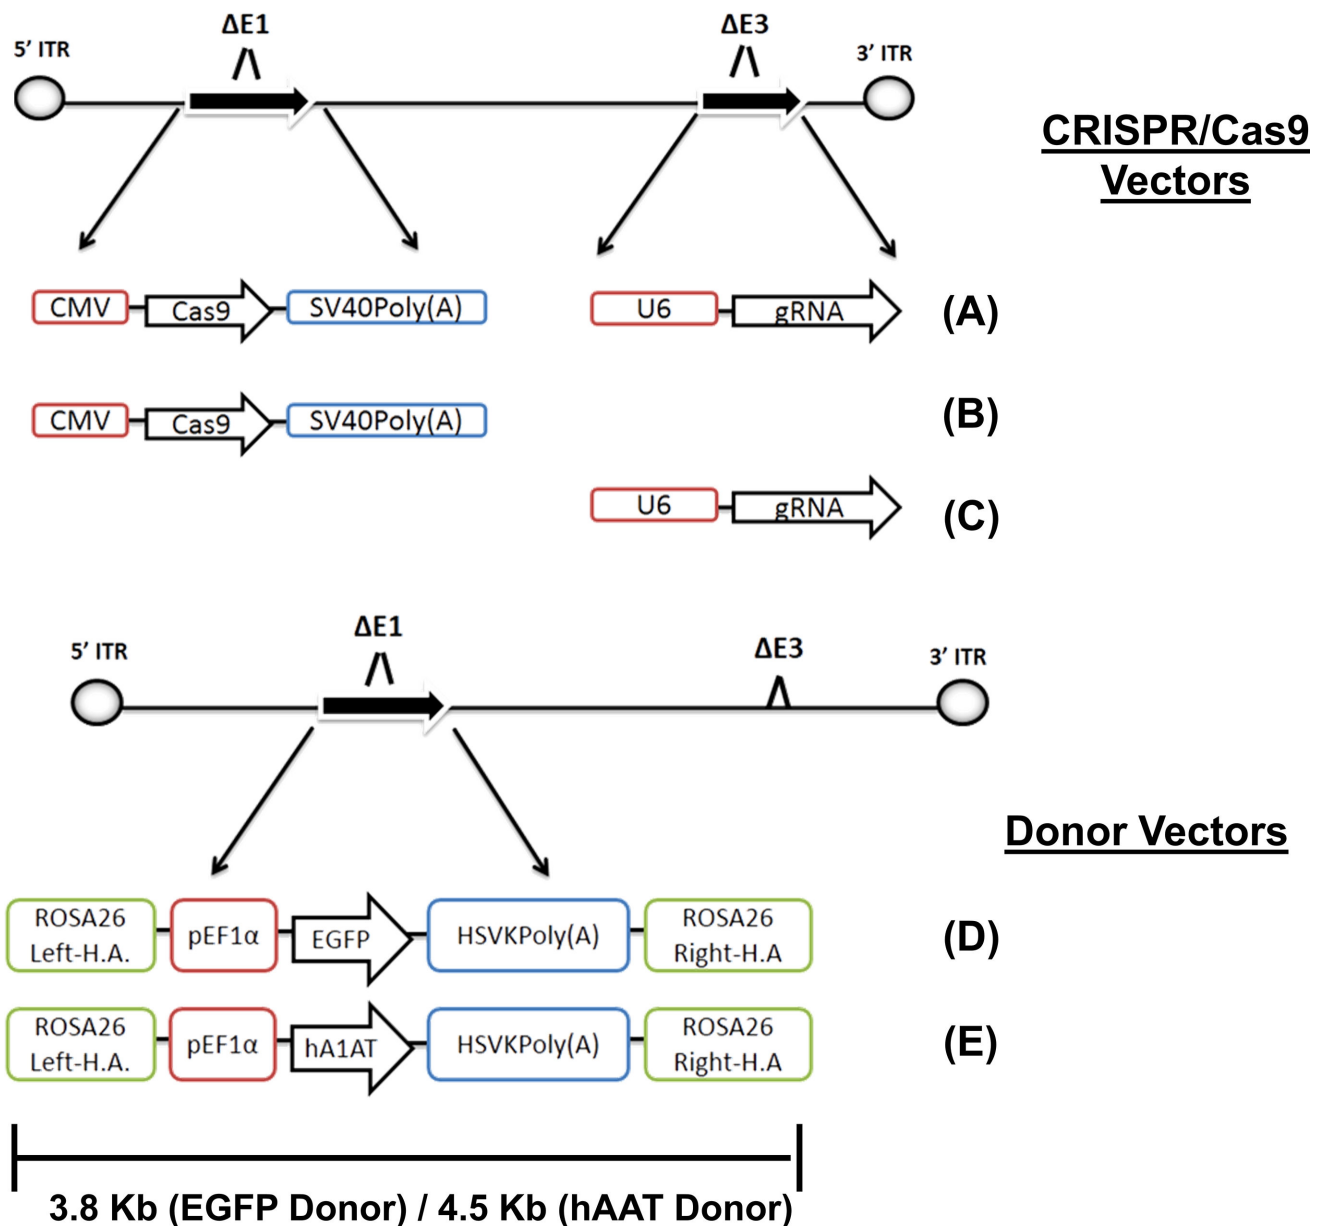 ΔE1
ΔE3
5' ITR
3' ITR
CRISPR/Cas9
Vectors
CMV Cas9 SV40Poly(A) U6 gRNA (A)
CMV Cas9 SV40Poly(A) (B)
U6 gRNA (C)
ΔE1
ΔE3
5' ITR
3' ITR
Donor Vectors
ROSA26
Left-H.A.
pEF1α
EGFP
HSVKPoly(A)
ROSA26
Right-H.A
(D)
ROSA26
Left-H.A.
pEF1α
hA1AT
HSVKPoly(A)
ROSA26
Right-H.A
(E)
3.8 Kb (EGFP Donor) / 4.5 Kb (hAAT Donor)